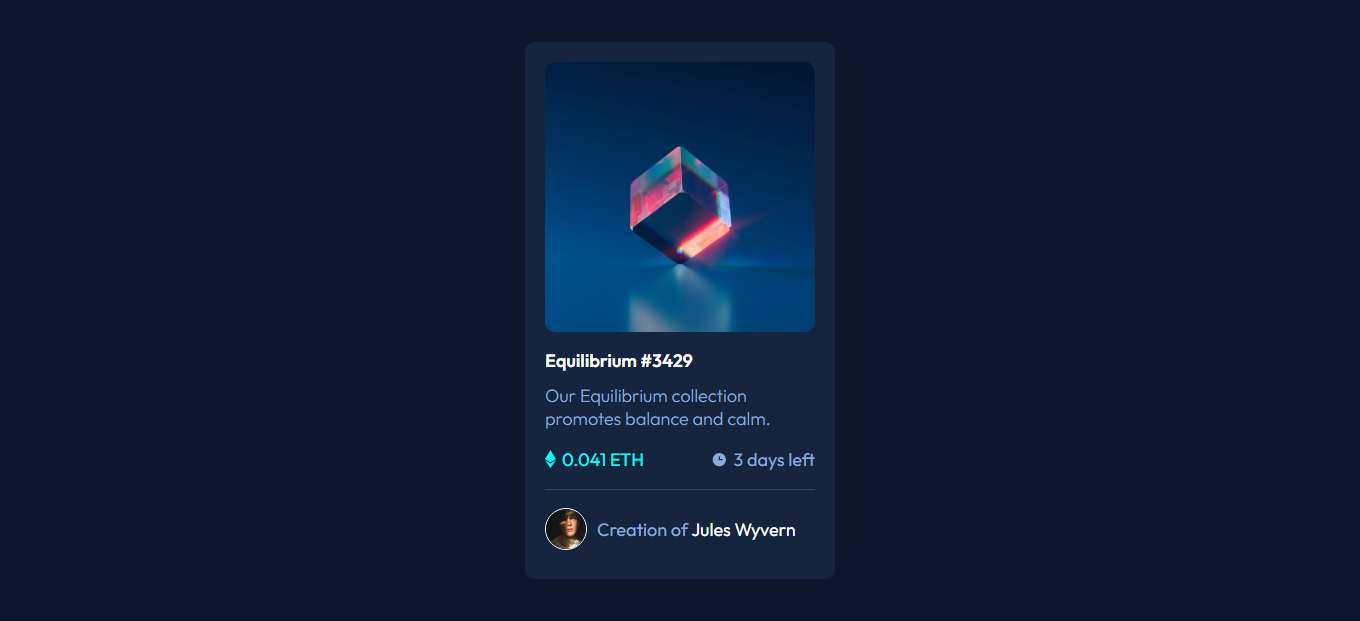 Equilibrium #3429
Our Equilibrium collection
promotes balance and calm.
0.041 ETH
3 days left
Creation of Jules Wyvern